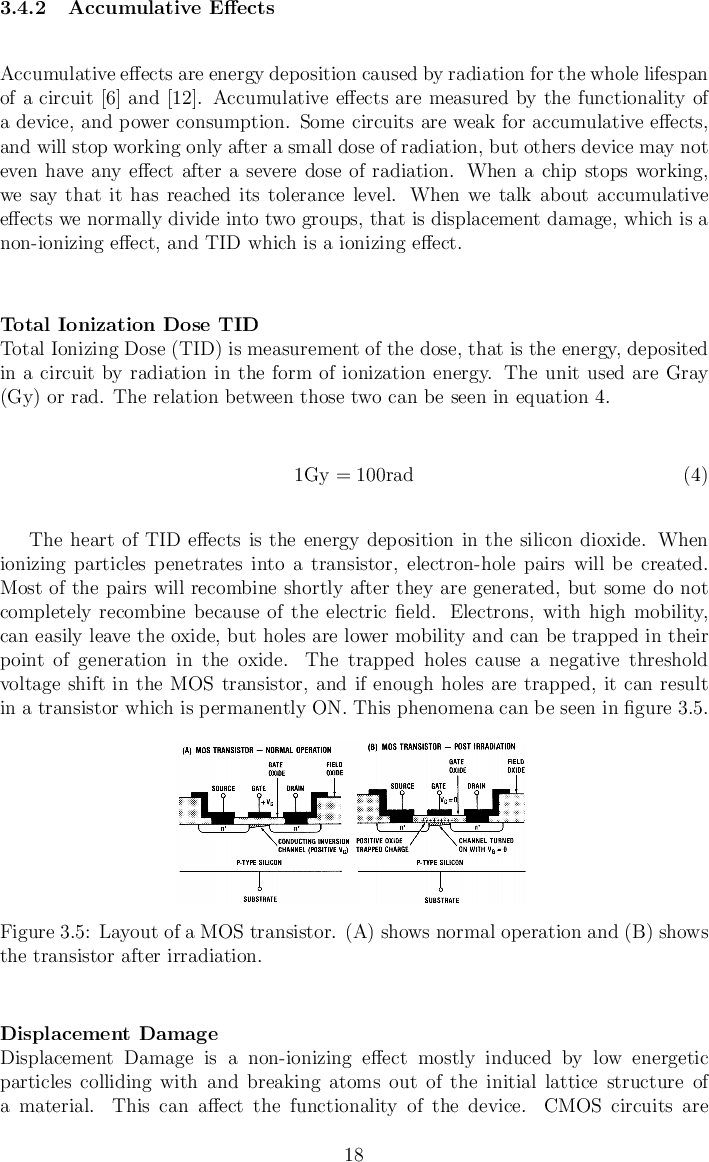 3.4.2 Accumulative Effects
Accumulative effects are energy deposition caused by radiation for the whole lifespan
of a circuit [6] and [12]. Accumulative effects are measured by the functionality of
a device, and power consumption. Some circuits are weak for accumulative effects,
and will stop working only after a small dose of radiation, but others device may not
even have any effect after a severe dose of radiation. When a chip stops working,
we say that it has reached its tolerance level. When we talk about accumulative
effects we normally divide into two groups, that is displacement damage, which is a
non-ionizing effect, and TID which is a ionizing effect.
Total Ionization Dose TID
Total Ionizing Dose (TID) is measurement of the dose, that is the energy, deposited
in a circuit by radiation in the form of ionization energy. The unit used are Gray
(Gy) or rad. The relation between those two can be seen in equation 4.
1Gy = 100rad (4)
The heart of TID effects is the energy deposition in the silicon dioxide. When
ionizing particles penetrates into a transistor, electron-hole pairs will be created.
Most of the pairs will recombine shortly after they are generated, but some do not
completely recombine because of the electric field. Electrons, with high mobility,
can easily leave the oxide, but holes are lower mobility and can be trapped in their
point of generation in the oxide. The trapped holes cause a negative threshold
voltage shift in the MOS transistor, and if enough holes are trapped, it can result
in a transistor which is permanently ON. This phenomena can be seen in figure 3.5.
(A) MOS TRANSISTOR — NORMAL OPERATION
GATE
OXIDE
FIELD
OXIDE
SOURCE GATE DRAIN
+V_G
n+ n+
CONDUCTING INVERSION
CHANNEL (POSITIVE V_G)
P-TYPE SILICON
SUBSTRATE
(B) MOS TRANSISTOR — POST IRRADIATION
GATE
OXIDE
FIELD
OXIDE
SOURCE GATE DRAIN
V_G = 0
n+ n+
POSITIVE OXIDE
TRAPPED CHANGE
CHANNEL TURNED
ON WITH V_G = 0
P-TYPE SILICON
SUBSTRATE
Figure 3.5: Layout of a MOS transistor. (A) shows normal operation and (B) shows
the transistor after irradiation.
Displacement Damage
Displacement Damage is a non-ionizing effect mostly induced by low energetic
particles colliding with and breaking atoms out of the initial lattice structure of
a material. This can affect the functionality of the device. CMOS circuits are
18